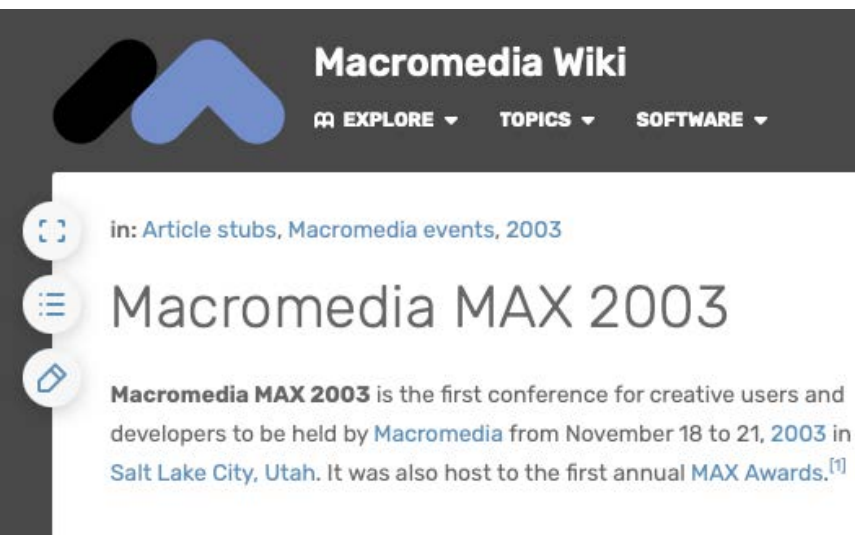 Macromedia Wiki
EXPLORE TOPICS SOFTWARE
in: Article stubs, Macromedia events, 2003
Macromedia MAX 2003
Macromedia MAX 2003 is the first conference for creative users and
developers to be held by Macromedia from November 18 to 21, 2003 in
Salt Lake City, Utah. It was also host to the first annual MAX Awards.[1]